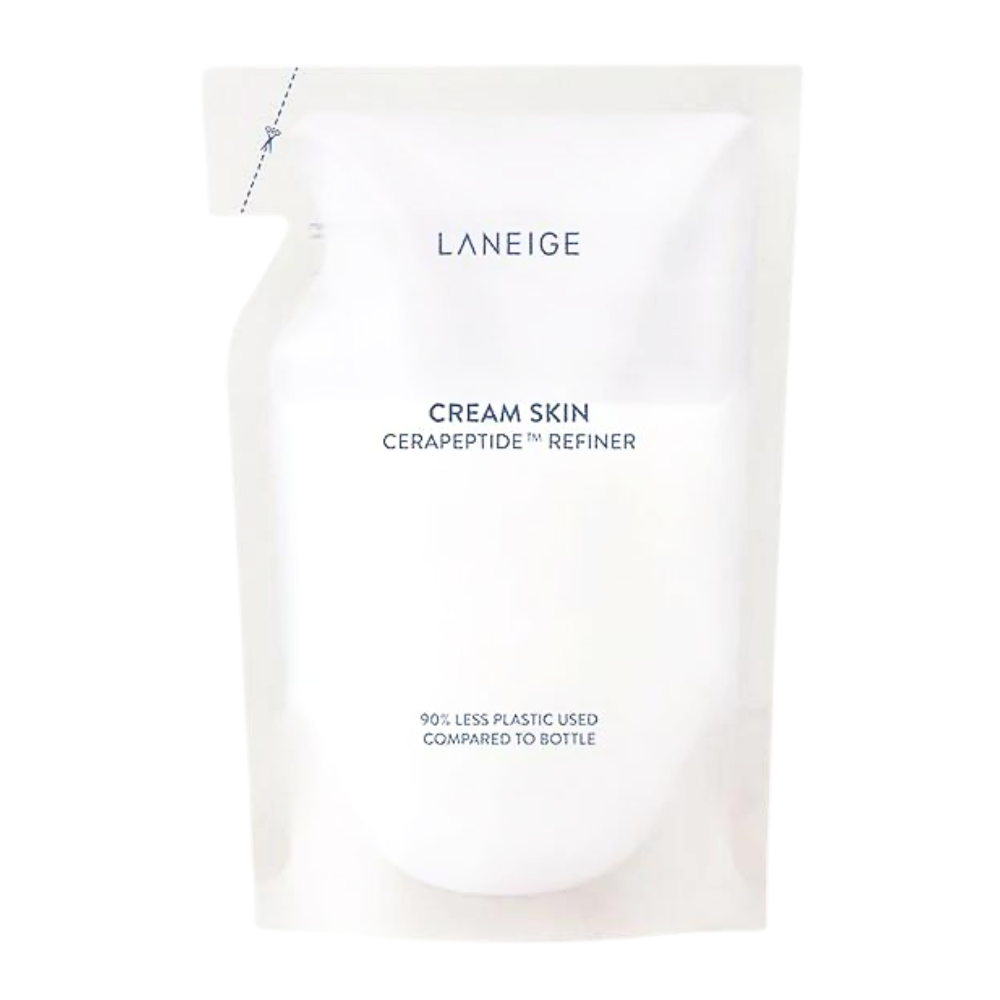 LANEIGE
CREAM SKIN
CERAPEPTIDE™ REFINER
90% LESS PLASTIC USED
COMPARED TO BOTTLE